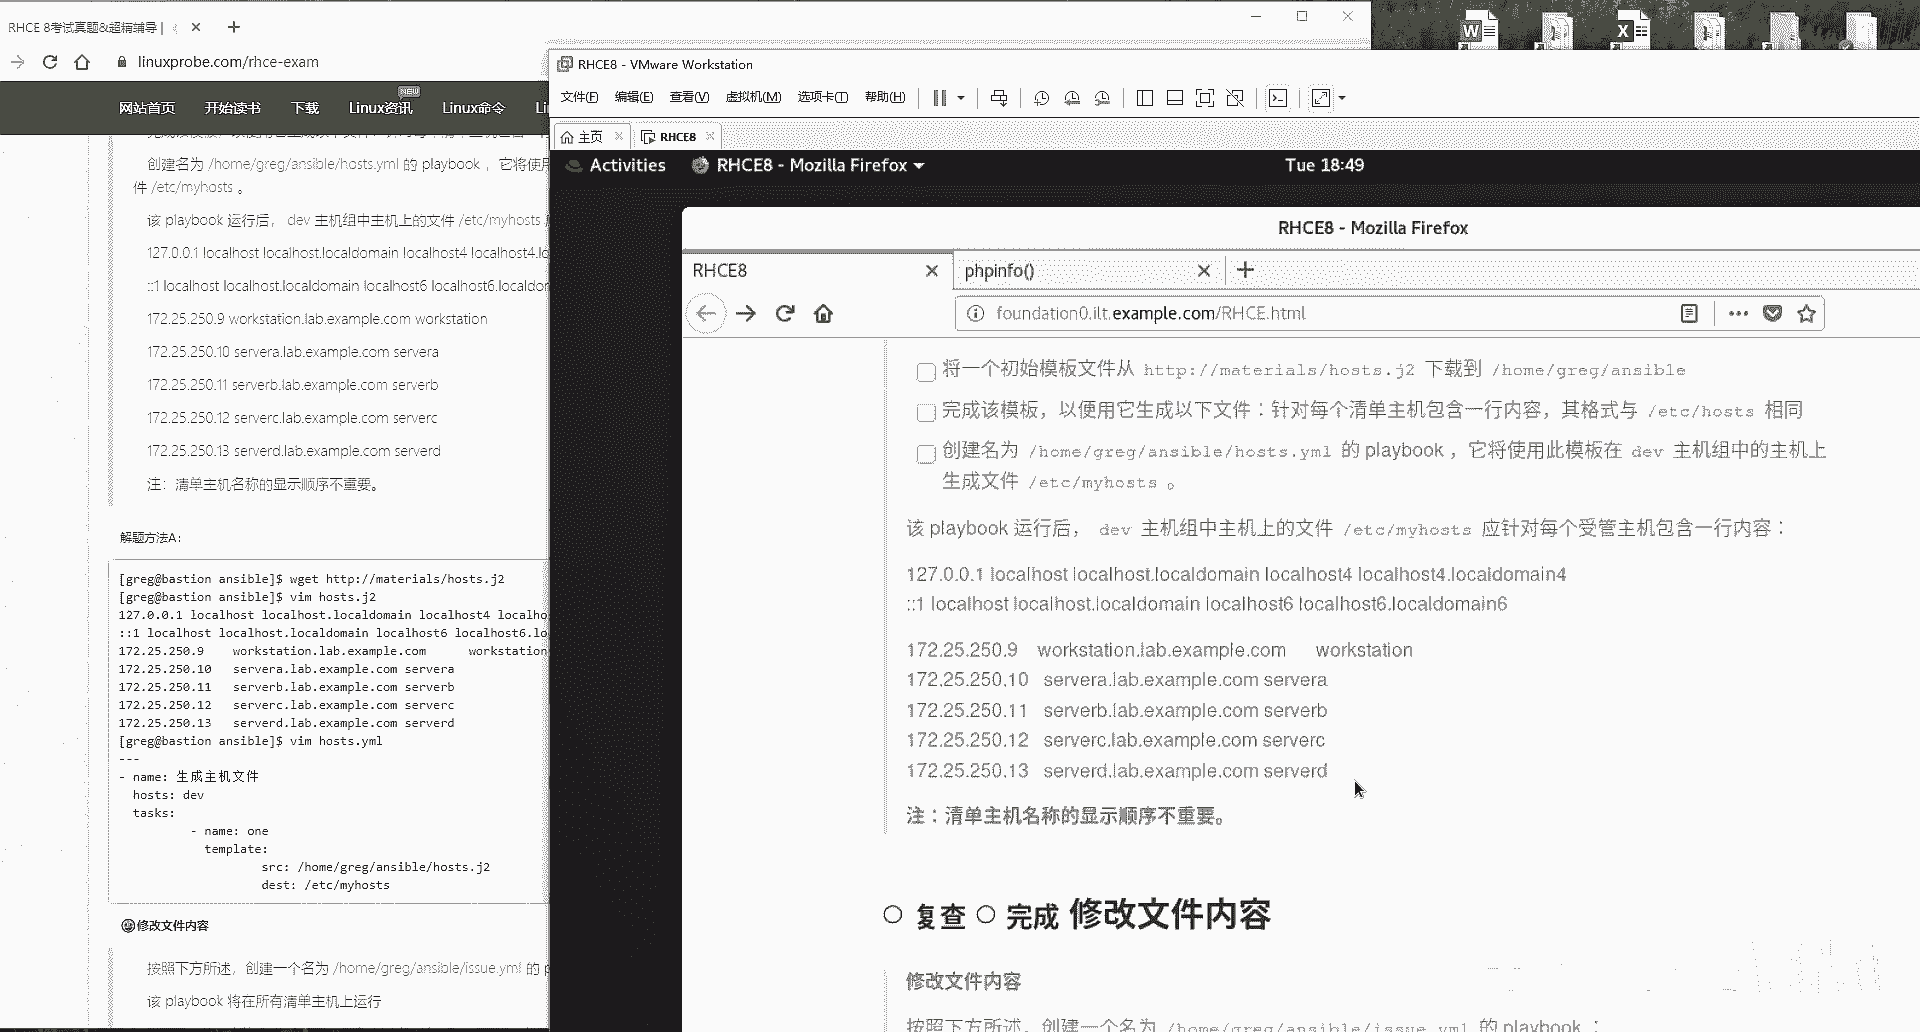 RHCE 8考试真题&超精辅导 |
linuxprobe.com/rhce-exam
网站首页 开始读书 下载 Linux资讯 NEW Linux命令
创建名为 /home/greg/ansible/hosts.yml 的 playbook ，它将使用
件 /etc/myhosts 。
该 playbook 运行后， dev 主机组中主机上的文件 /etc/myhosts
127.0.0.1 localhost localhost.localdomain localhost4 localhost4.lo
::1 localhost localhost.localdomain localhost6 localhost6.localdor
172.25.250.9 workstation.lab.example.com workstation
172.25.250.10 servera.lab.example.com servera
172.25.250.11 serverb.lab.example.com serverb
172.25.250.12 serverc.lab.example.com serverc
172.25.250.13 serverd.lab.example.com serverd
注：清单主机名称的显示顺序不重要。
解题方法A:
[greg@bastion ansible]$ wget http://materials/hosts.j2
[greg@bastion ansible]$ vim hosts.j2
127.0.0.1 localhost localhost.localdomain localhost4 localho
::1 localhost localhost.localdomain localhost6 localhost6.lo
172.25.250.9 workstation.lab.example.com workstation
172.25.250.10 servera.lab.example.com servera
172.25.250.11 serverb.lab.example.com serverb
172.25.250.12 serverc.lab.example.com serverc
172.25.250.13 serverd.lab.example.com serverd
[greg@bastion ansible]$ vim hosts.yml
---
- name: 生成主机文件
hosts: dev
tasks:
- name: one
template:
src: /home/greg/ansible/hosts.j2
dest: /etc/myhosts
修改文件内容
按照下方所述，创建一个名为 /home/greg/ansible/issue.yml 的 p
该 playbook 将在所有清单主机上运行
RHCE8 - VMware Workstation
文件(F) 编辑(E) 查看(V) 虚拟机(M) 选项卡(T) 帮助(H)
主页 RHCE8
Activities RHCE8 - Mozilla Firefox Tue 18:49
RHCE8 - Mozilla Firefox
RHCE8 phpinfo()
foundation0.ilt.example.com/RHCE.html
将一个初始模板文件从 http://materials/hosts.j2 下载到 /home/greg/ansible
完成该模板，以便用它生成以下文件：针对每个清单主机包含一行内容，其格式与 /etc/hosts 相同
创建名为 /home/greg/ansible/hosts.yml 的 playbook ，它将使用此模板在 dev 主机组中的主机上
生成文件 /etc/myhosts 。
该 playbook 运行后， dev 主机组中主机上的文件 /etc/myhosts 应针对每个受管主机包含一行内容：
127.0.0.1 localhost localhost.localdomain localhost4 localhost4.localdomain4
::1 localhost localhost.localdomain localhost6 localhost6.localdomain6
172.25.250.9 workstation.lab.example.com workstation
172.25.250.10 servera.lab.example.com servera
172.25.250.11 serverb.lab.example.com serverb
172.25.250.12 serverc.lab.example.com serverc
172.25.250.13 serverd.lab.example.com serverd
注：清单主机名称的显示顺序不重要。
复查 完成 修改文件内容
修改文件内容
按照下方所述，创建一个名为 /home/greg/ansible/issue.yml 的 playbook ：